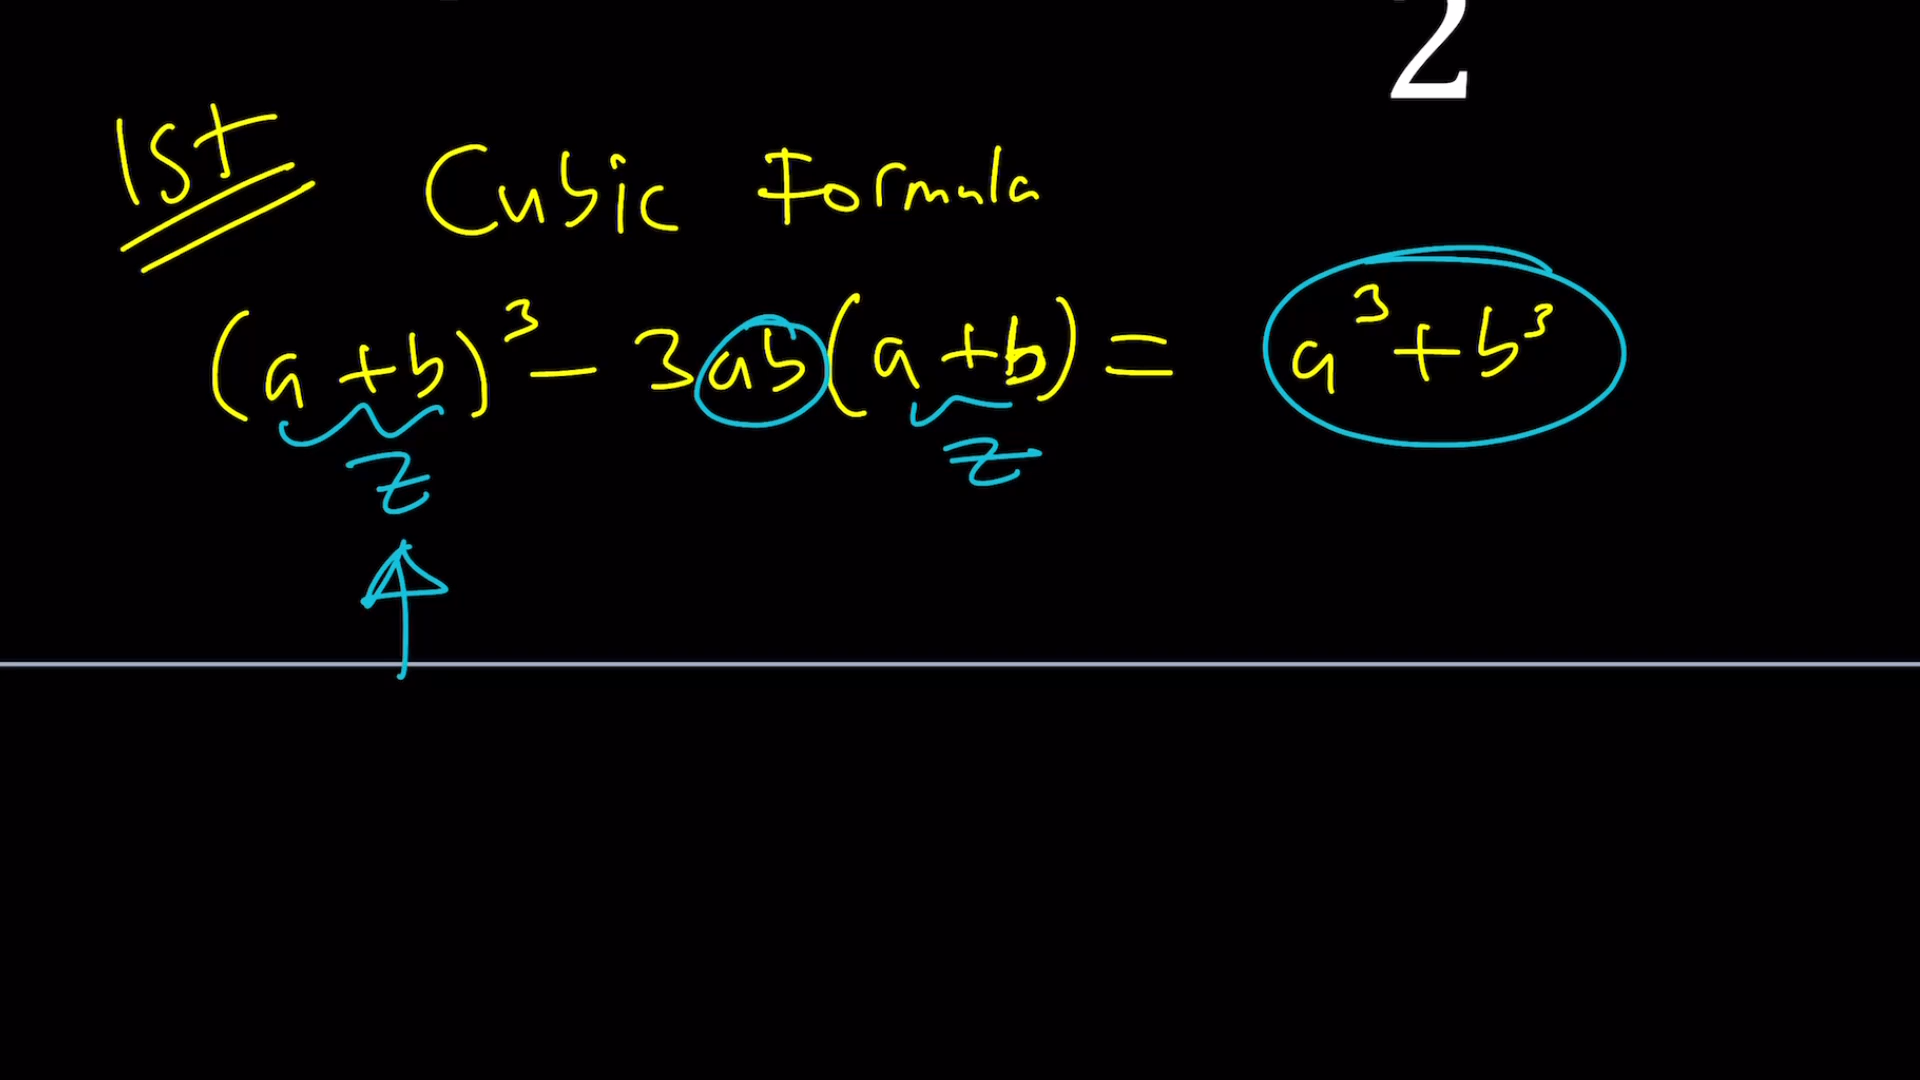 2
1st Cubic Formula
(a+b)³ - 3ab(a+b) = a³+b³
z z